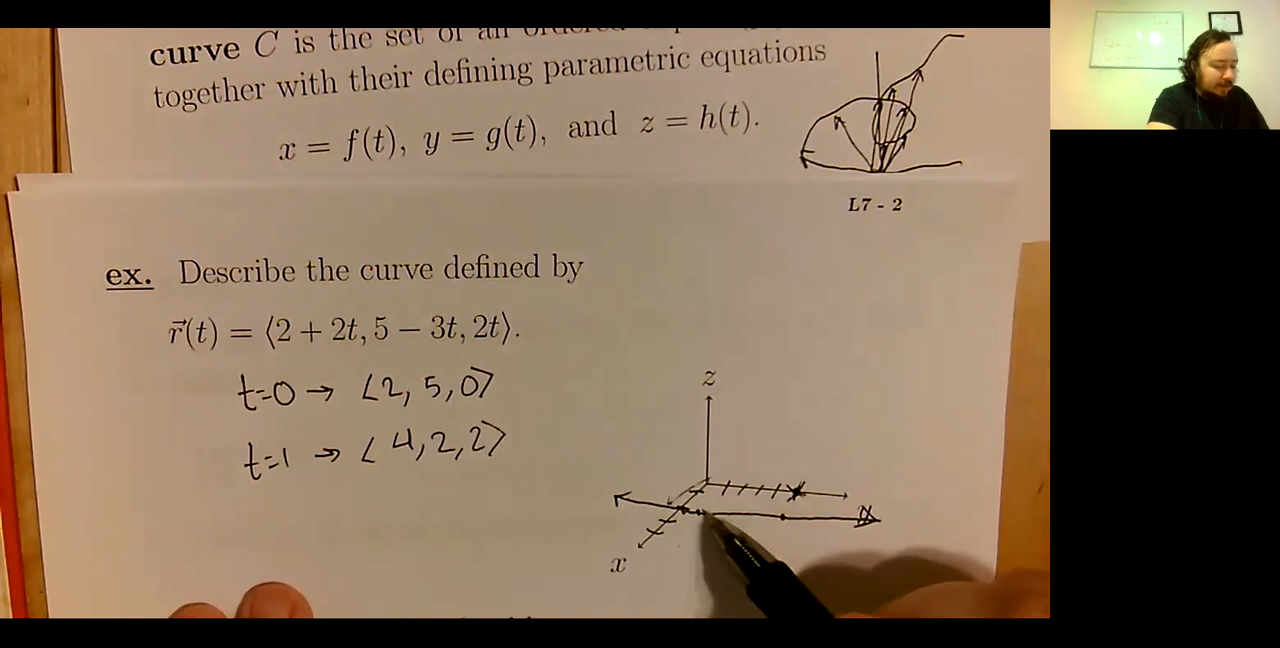 curve C is the set of all
together with their defining parametric equations
x = f(t), y = g(t), and z = h(t).
L7 - 2
ex. Describe the curve defined by
r⃗(t) = ⟨2 + 2t, 5 − 3t, 2t⟩.
t=0 → ⟨2, 5, 0⟩
t=1 → ⟨4, 2, 2⟩
z
x